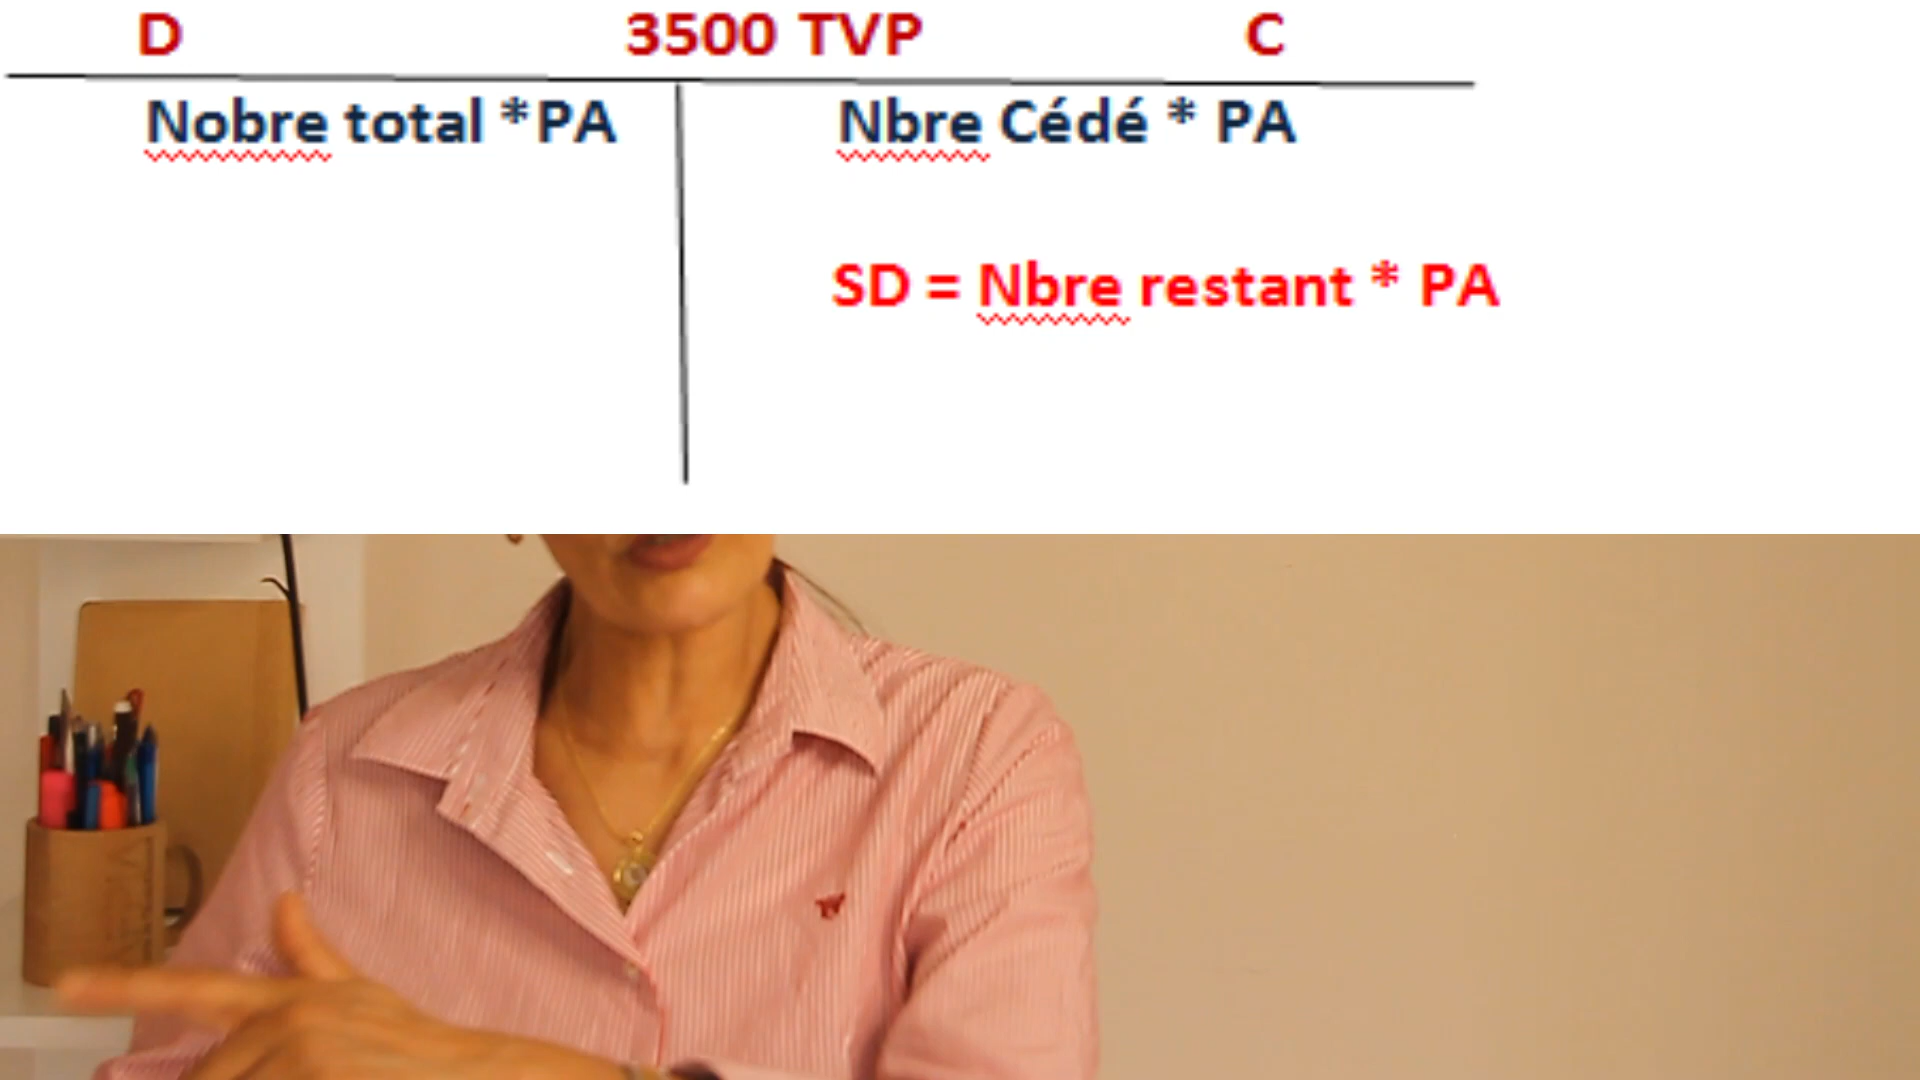 D 3500 TVP C
Nobre total *PA Nbre Cédé * PA
SD = Nbre restant * PA